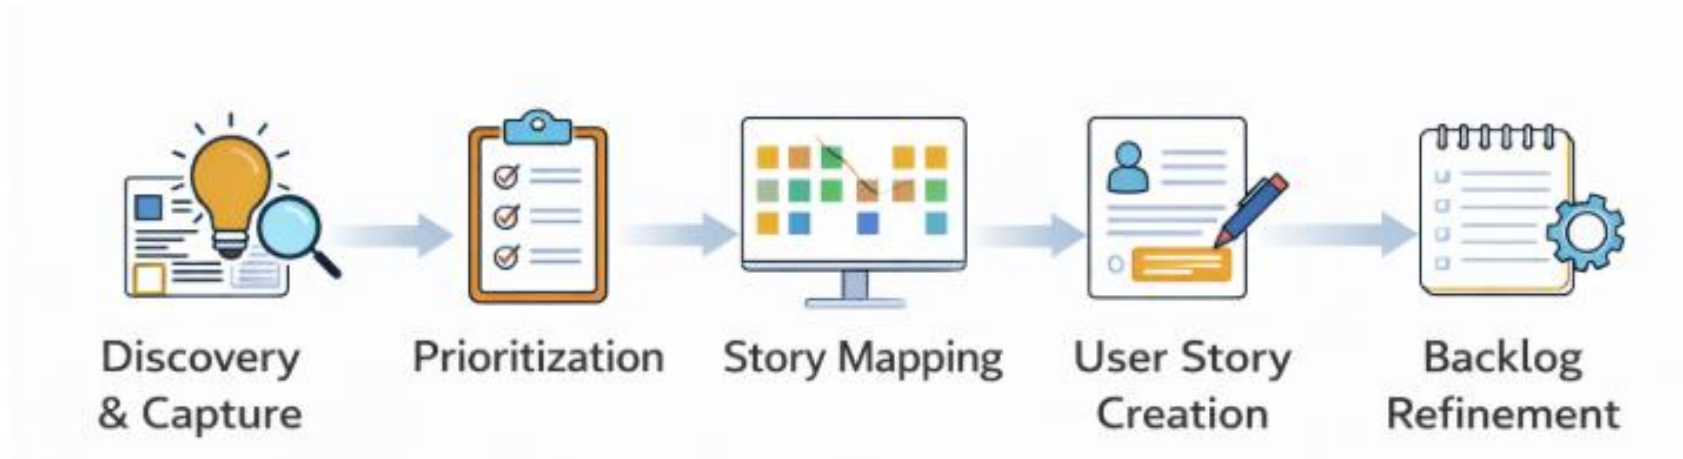 Discovery
& Capture
Prioritization
Story Mapping
User Story
Creation
Backlog
Refinement